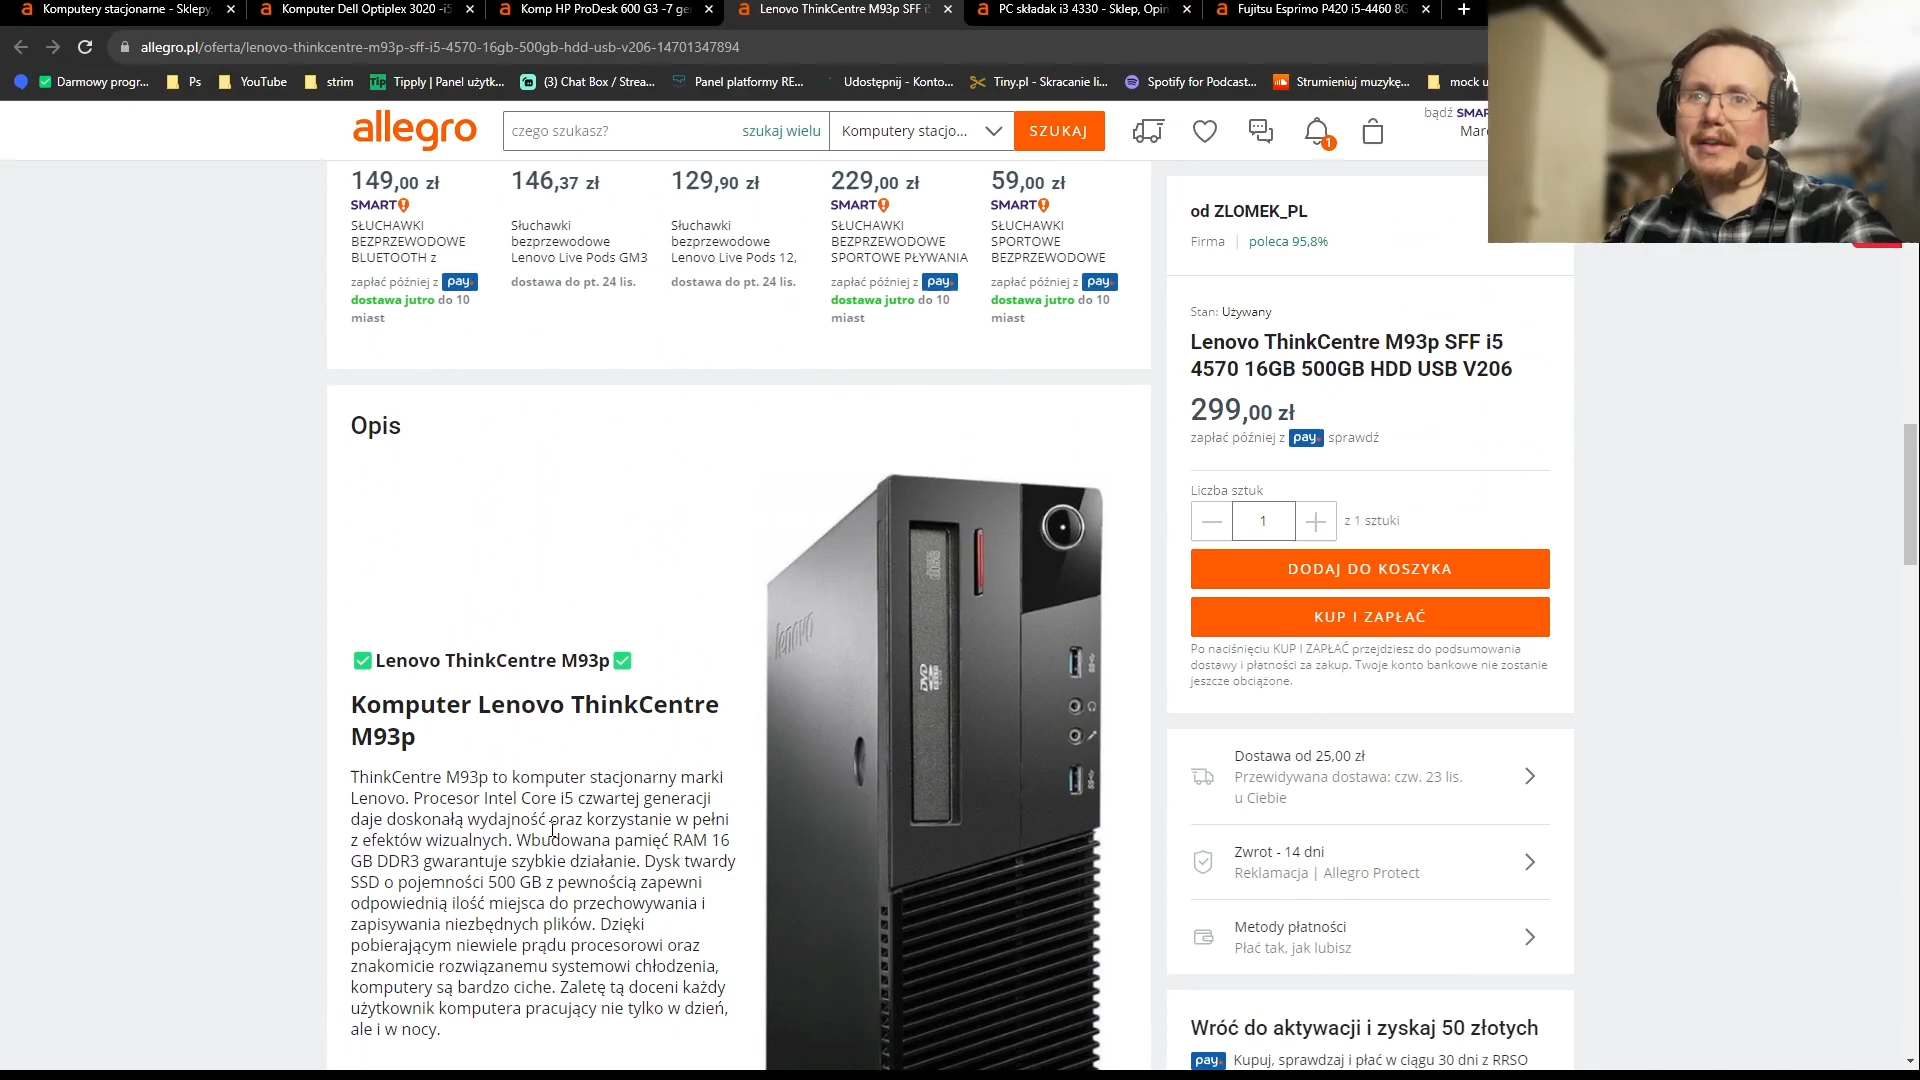 Komputery stacjonarne - Sklepy,
Komputer Dell Optiplex 3020 -i5
Komp HP ProDesk 600 G3 -7 ge
Lenovo ThinkCentre M93p SFF i5
PC składak i3 4330 - Sklep, Opin
Fujitsu Esprimo P420 i5-4460 8G
allegro.pl/oferta/lenovo-thinkcentre-m93p-sff-i5-4570-16gb-500gb-hdd-usb-v206-14701347894
Darmowy progr...
Ps
YouTube
strim
Tip
Tipply | Panel użytk...
(3) Chat Box / Strea...
Panel platformy RE...
Udostępnij - Konto...
Tiny.pl - Skracanie li...
Spotify for Podcast...
Strumieniuj muzykę...
mock u
allegro
czego szukasz?
szukaj wielu
Komputery stacjo...
SZUKAJ
1
bądź SMA
Mar
149,00 zł
SMART!
SŁUCHAWKI
BEZPRZEWODOWE
BLUETOOTH z
zapłać później z pay
dostawa jutro do 10
miast
146,37 zł
Słuchawki
bezprzewodowe
Lenovo Live Pods GM3
dostawa do pt. 24 lis.
129,90 zł
Słuchawki
bezprzewodowe
Lenovo Live Pods 12,
dostawa do pt. 24 lis.
229,00 zł
SMART!
SŁUCHAWKI
BEZPRZEWODOWE
SPORTOWE PŁYWANIA
zapłać później z pay
dostawa jutro do 10
miast
59,00 zł
SMART!
SŁUCHAWKI
SPORTOWE
BEZPRZEWODOWE
zapłać później z pay
dostawa jutro do 10
miast
Opis
Lenovo ThinkCentre M93p
Komputer Lenovo ThinkCentre
M93p
ThinkCentre M93p to komputer stacjonarny marki
Lenovo. Procesor Intel Core i5 czwartej generacji
daje doskonałą wydajność oraz korzystanie w pełni
z efektów wizualnych. Wbudowana pamięć RAM 16
GB DDR3 gwarantuje szybkie działanie. Dysk twardy
SSD o pojemności 500 GB z pewnością zapewni
odpowiednią ilość miejsca do przechowywania i
zapisywania niezbędnych plików. Dzięki
pobierającym niewiele prądu procesorowi oraz
znakomicie rozwiązanemu systemowi chłodzenia,
komputery są bardzo ciche. Zaletę tą doceni każdy
użytkownik komputera pracujący nie tylko w dzień,
ale i w nocy.
lenovo
DVD
od ZLOMEK_PL
Firma
poleca 95,8%
Stan: Używany
Lenovo ThinkCentre M93p SFF i5
4570 16GB 500GB HDD USB V206
299,00 zł
zapłać później z pay sprawdź
Liczba sztuk
1
z 1 sztuki
DODAJ DO KOSZYKA
KUP I ZAPŁAĆ
Po naciśnięciu KUP I ZAPŁAĆ przejdziesz do podsumowania
dostawy i płatności za zakup. Twoje konto bankowe nie zostanie
jeszcze obciążone.
Dostawa od 25,00 zł
Przewidywana dostawa: czw. 23 lis.
u Ciebie
Zwrot - 14 dni
Reklamacja | Allegro Protect
Metody płatności
Płać tak, jak lubisz
Wróć do aktywacji i zyskaj 50 złotych
pay Kupuj, sprawdzaj i płać w ciągu 30 dni z RRSO